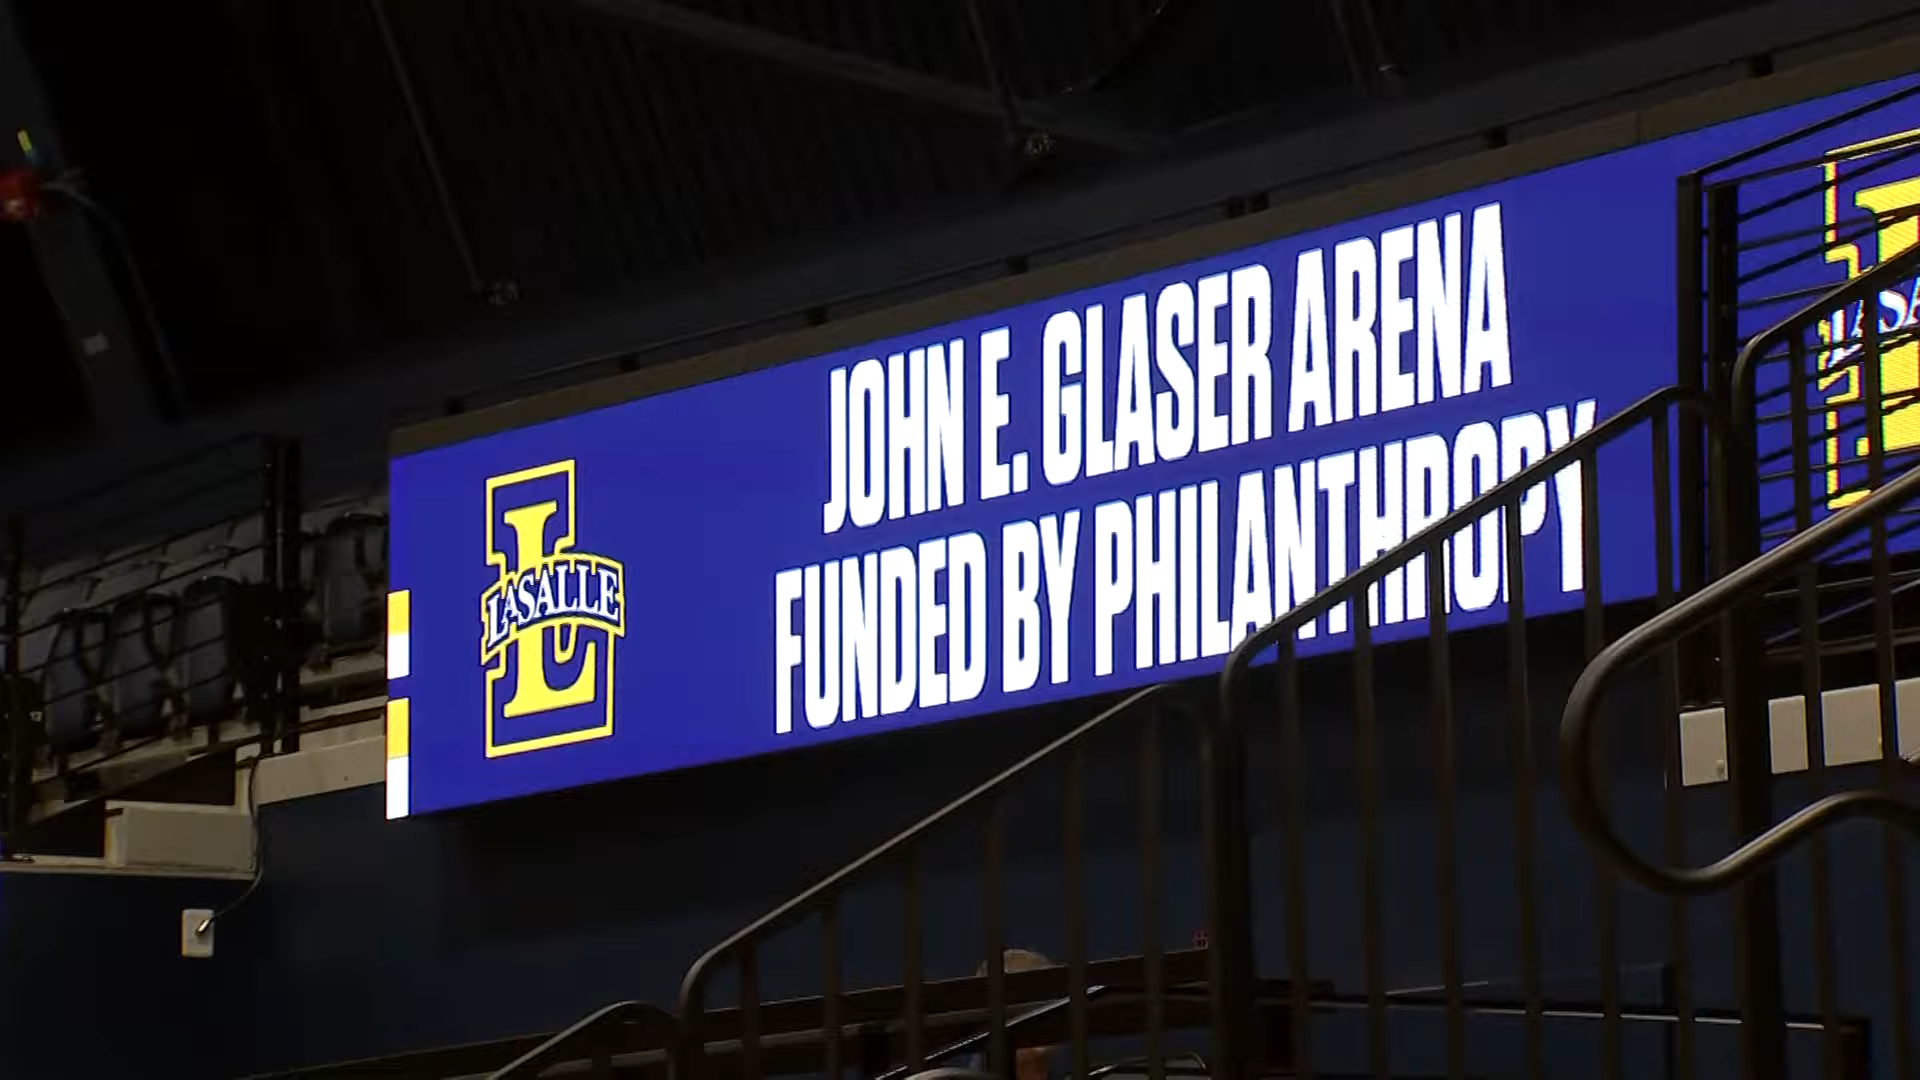 JOHN E. GLASER ARENA
FUNDED BY PHILANTHROPY
L
LASALLE